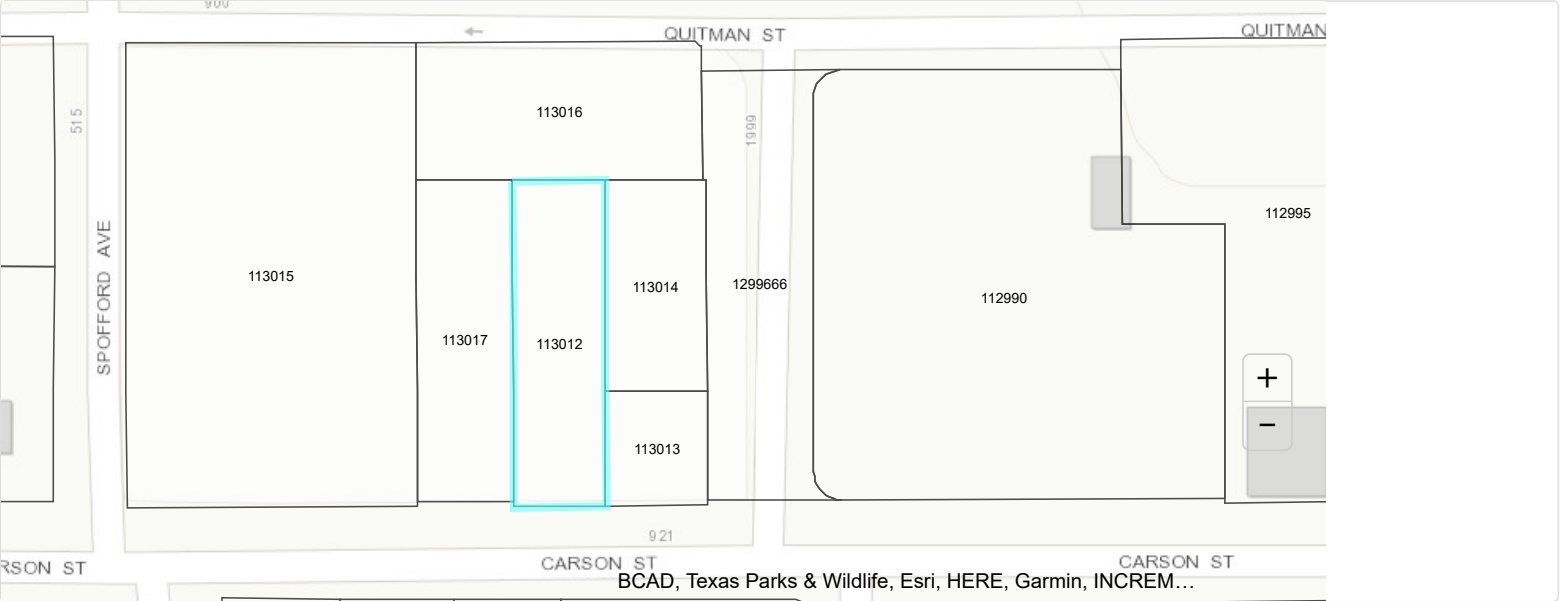 900
QUITMAN ST
QUITMAN
515
113016
1999
112995
SPOFFORD AVE
113015
113014
1299666
112990
113017
113012
+
−
113013
921
RSON ST
CARSON ST
CARSON ST
BCAD, Texas Parks & Wildlife, Esri, HERE, Garmin, INCREM…